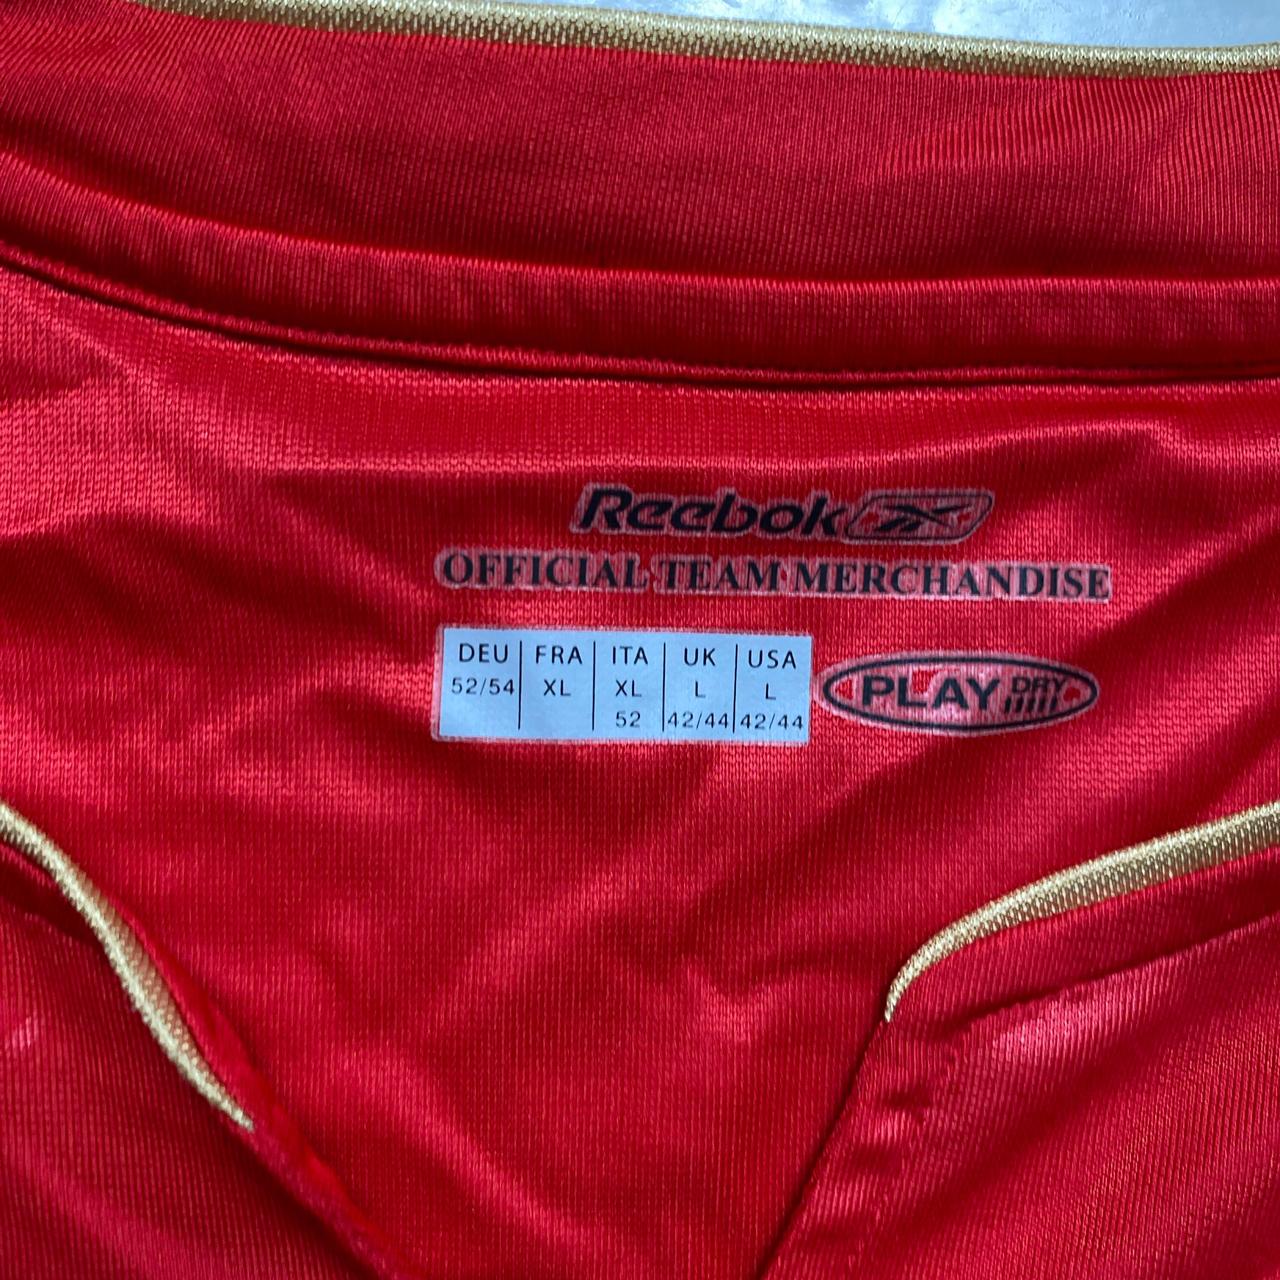 Reebok
OFFICIAL TEAM MERCHANDISE
DEU FRA ITA UK USA
52/54 XL XL L L
52 42/44 42/44
PLAY DRY